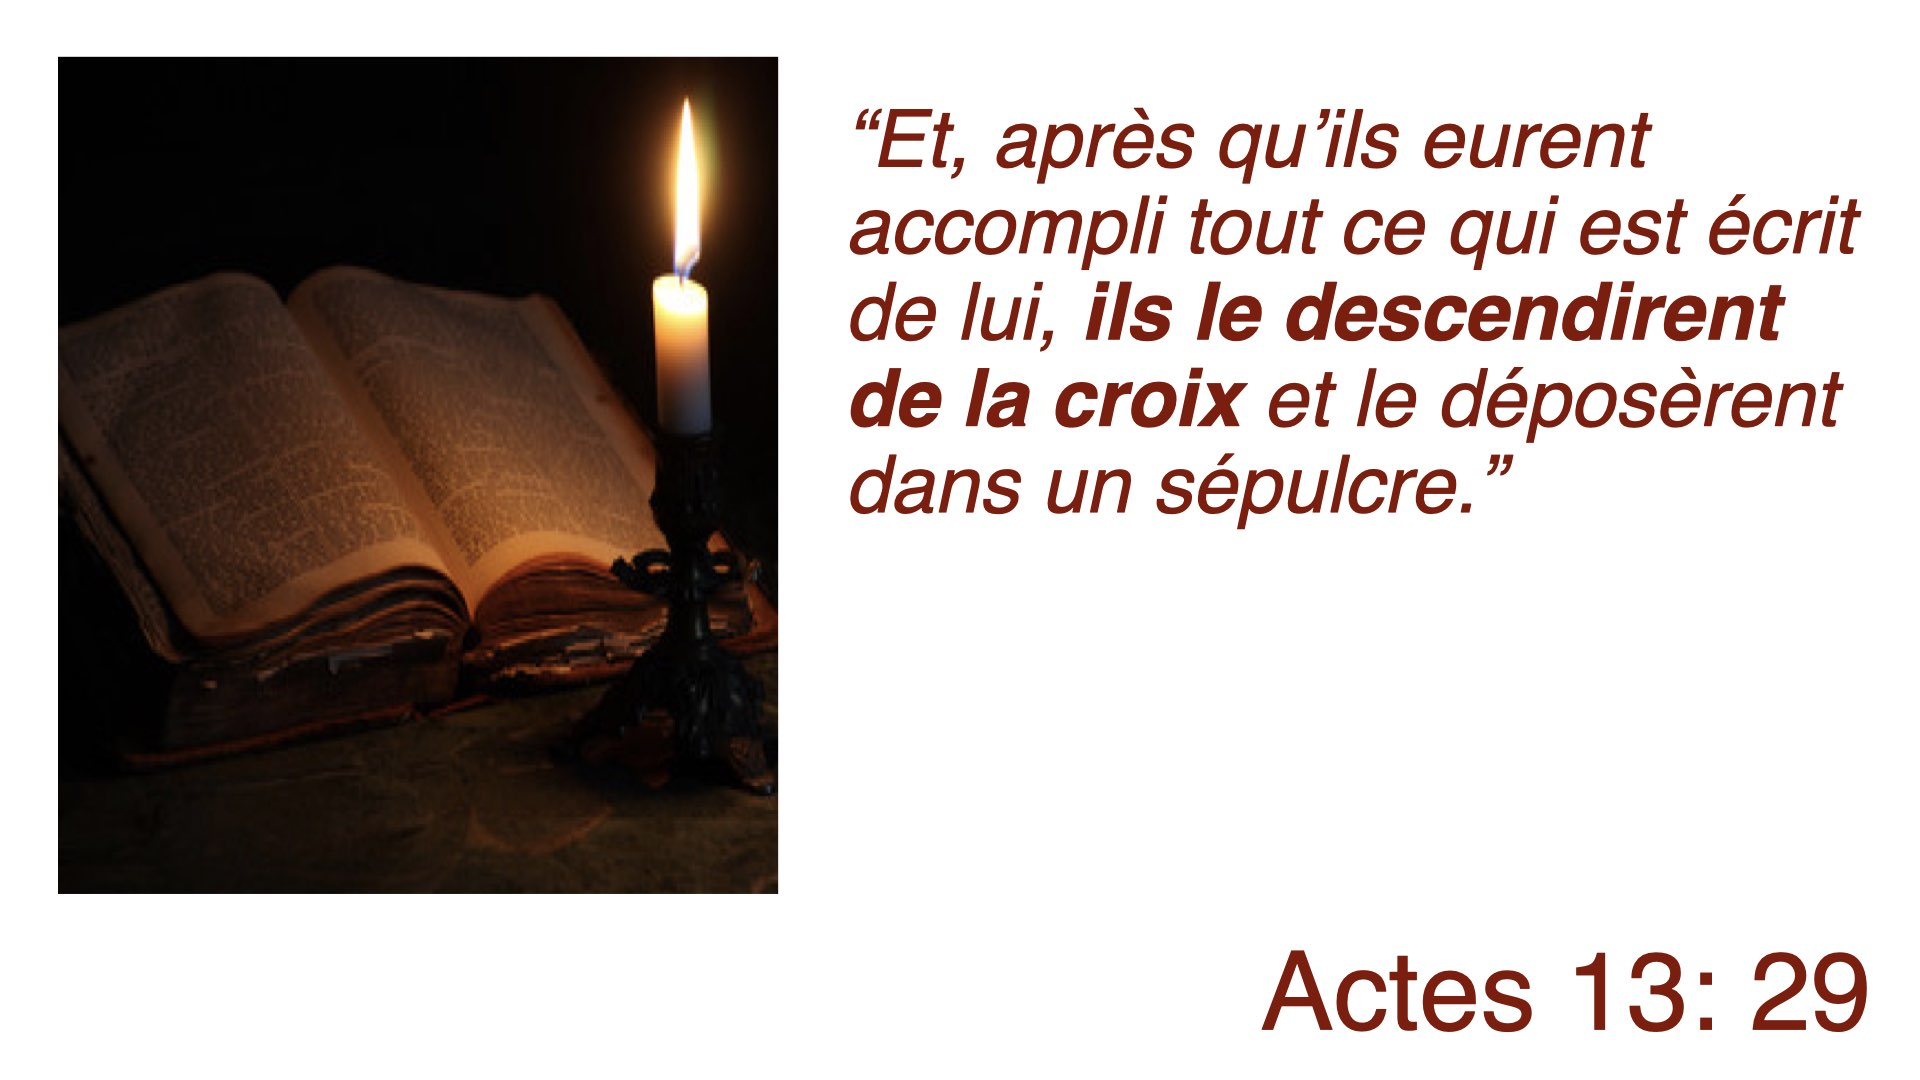 “Et, après qu’ils eurent
accompli tout ce qui est écrit
de lui, ils le descendirent
de la croix et le déposèrent
dans un sépulcre.”
Actes 13: 29